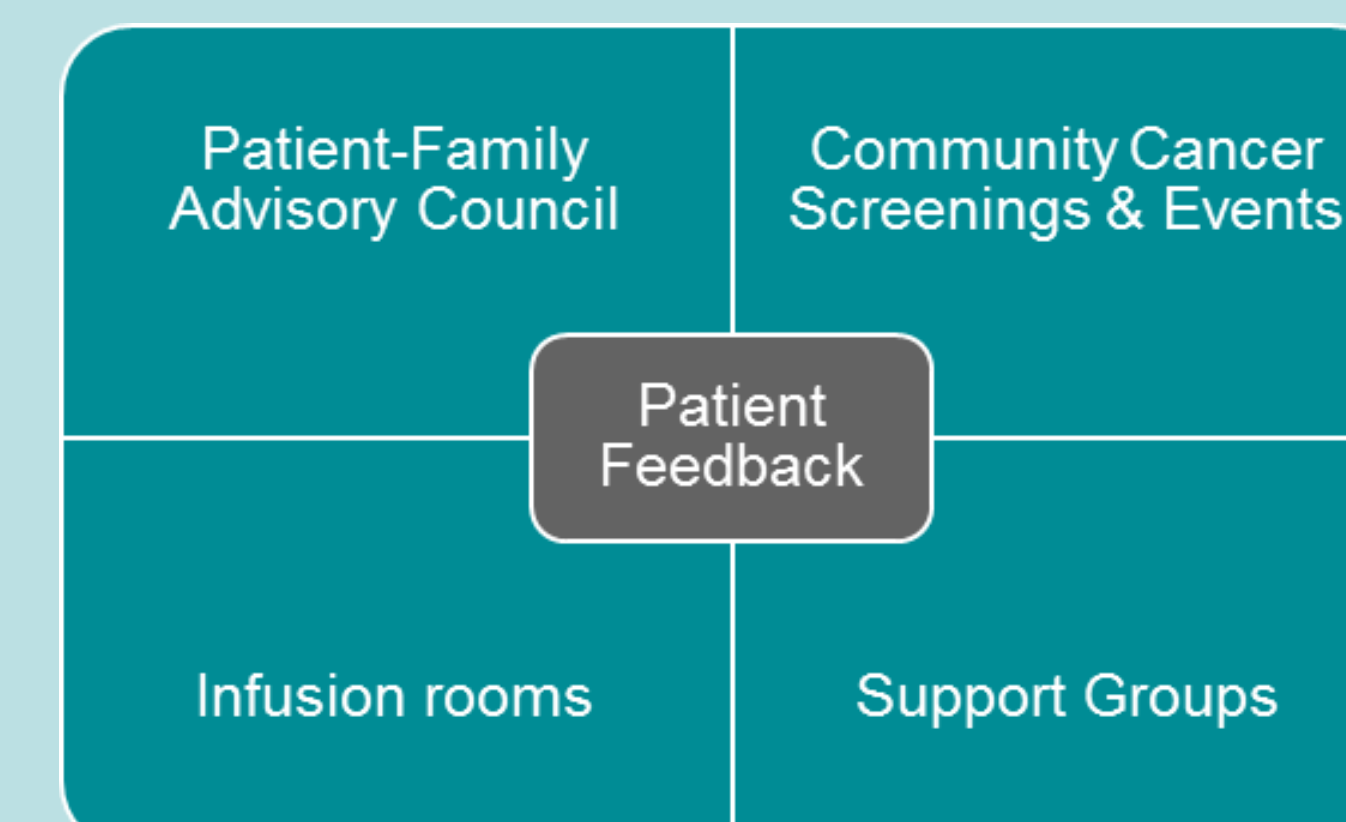 Patient-Family
Advisory Council
Community Cancer
Screenings & Events
Patient
Feedback
Infusion rooms
Support Groups